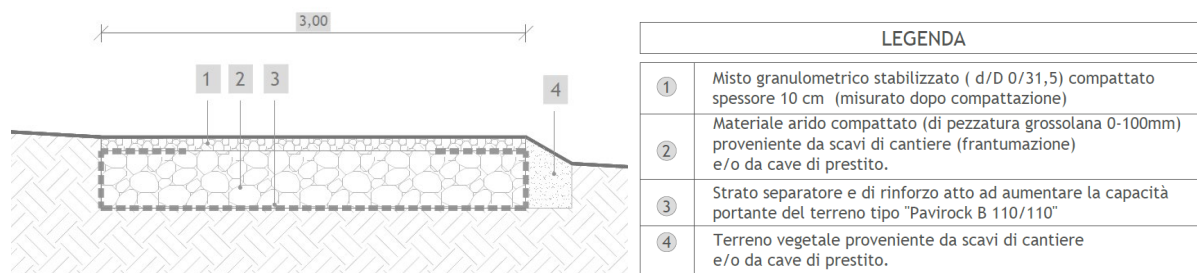 3,00
1
2
3
4
LEGENDA
1
Misto granulometrico stabilizzato ( d/D 0/31,5) compattato
spessore 10 cm (misurato dopo compattazione)
2
Materiale arido compattato (di pezzatura grossolana 0-100mm)
proveniente da scavi di cantiere (frantumazione)
e/o da cave di prestito.
3
Strato separatore e di rinforzo atto ad aumentare la capacità
portante del terreno tipo "Pavirock B 110/110"
4
Terreno vegetale proveniente da scavi di cantiere
e/o da cave di prestito.